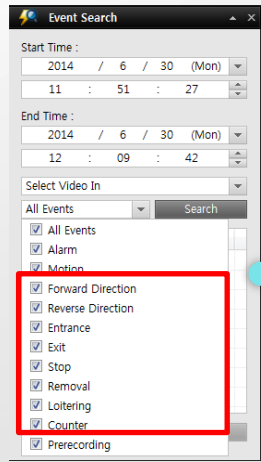 Event Search
Start Time :
2014 / 6 / 30 (Mon)
11 : 51 : 27
End Time :
2014 / 6 / 30 (Mon)
12 : 09 : 42
Select Video In
All Events Search
All Events
Alarm
Motion
Forward Direction
Reverse Direction
Entrance
Exit
Stop
Removal
Loitering
Counter
Prerecording